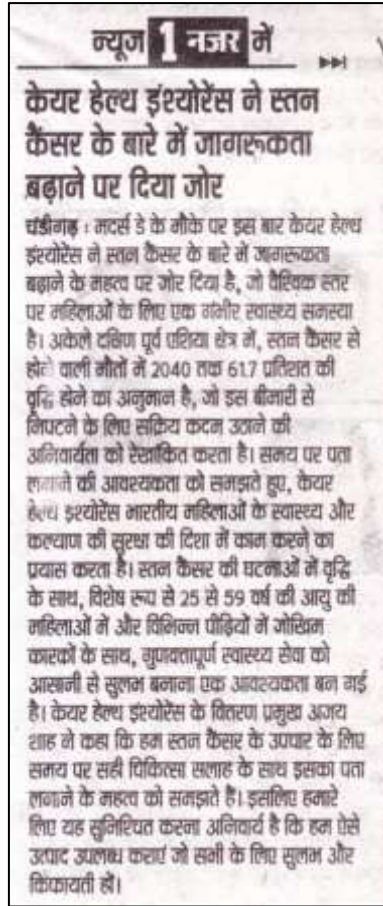 न्यूज 1 नजर में
केयर हेल्थ इंश्योरेंस ने स्तन
कैंसर के बारे में जागरूकता
बढ़ाने पर दिया जोर
चंडीगढ़ : मदर्स डे के मौके पर इस बार केयर हेल्थ
इंश्योरेंस ने स्तन कैंसर के बारे में जागरूकता
बढ़ाने के महत्व पर जोर दिया है, जो वैश्विक स्तर
पर महिलाओं के लिए एक गंभीर स्वास्थ्य समस्या
है। अकेले दक्षिण पूर्व एशिया क्षेत्र में, स्तन कैंसर से
होने वाली मौतों में 2040 तक 61.7 प्रतिशत की
वृद्धि होने का अनुमान है, जो इस बीमारी से
निपटने के लिए सक्रिय कदम उठाने की
अनिवार्यता को रेखांकित करता है। समय पर पता
लगाने की आवश्यकता को समझते हुए, केयर
हेल्थ इंश्योरेंस भारतीय महिलाओं के स्वास्थ्य और
कल्याण की सुरक्षा की दिशा में काम करने का
प्रयास करता है। स्तन कैंसर की घटनाओं में वृद्धि
के साथ, विशेष रूप से 25 से 59 वर्ष की आयु की
महिलाओं में और विभिन्न पीढ़ियों में जोखिम
कारकों के साथ, गुणवत्तापूर्ण स्वास्थ्य सेवा को
आसानी से सुलभ बनाना एक आवश्यकता बन गई
है। केयर हेल्थ इंश्योरेंस के वितरण प्रमुख अजय
शाह ने कहा कि हम स्तन कैंसर के उपचार के लिए
समय पर सही चिकित्सा सलाह के साथ इसका पता
लगाने के महत्व को समझते हैं। इसलिए हमारे
लिए यह सुनिश्चित करना अनिवार्य है कि हम ऐसे
उत्पाद उपलब्ध कराएं जो सभी के लिए सुलभ और
किफायती हों।